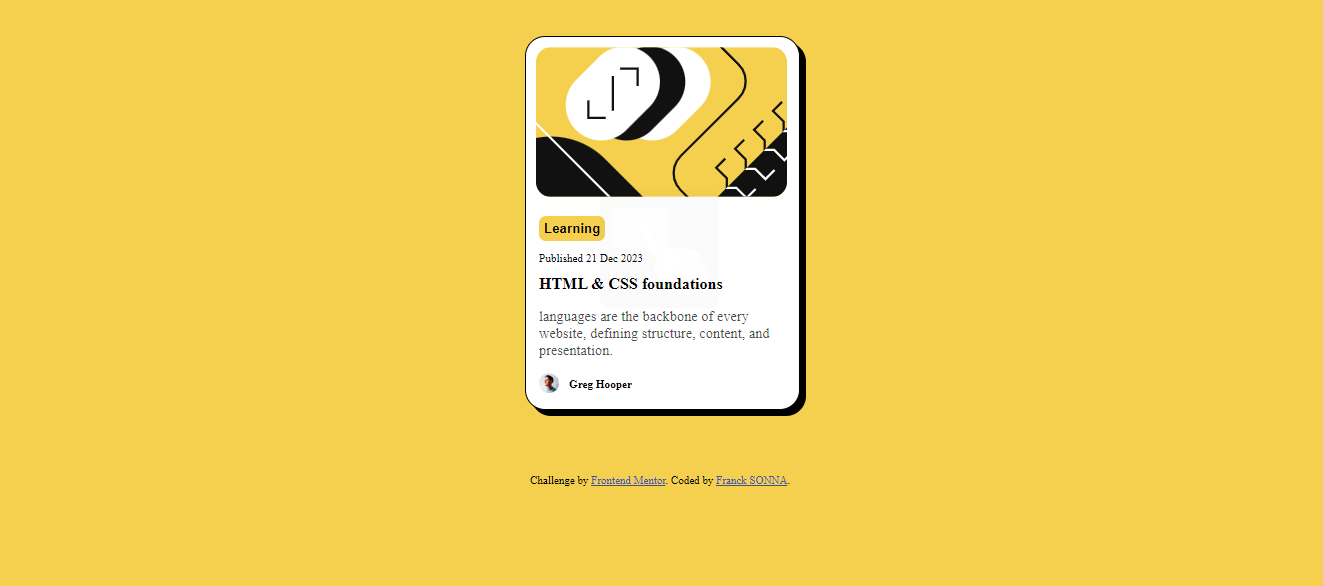 Learning
Published 21 Dec 2023
HTML & CSS foundations
languages are the backbone of every
website, defining structure, content, and
presentation.
Greg Hooper
Challenge by Frontend Mentor. Coded by Franck SONNA.